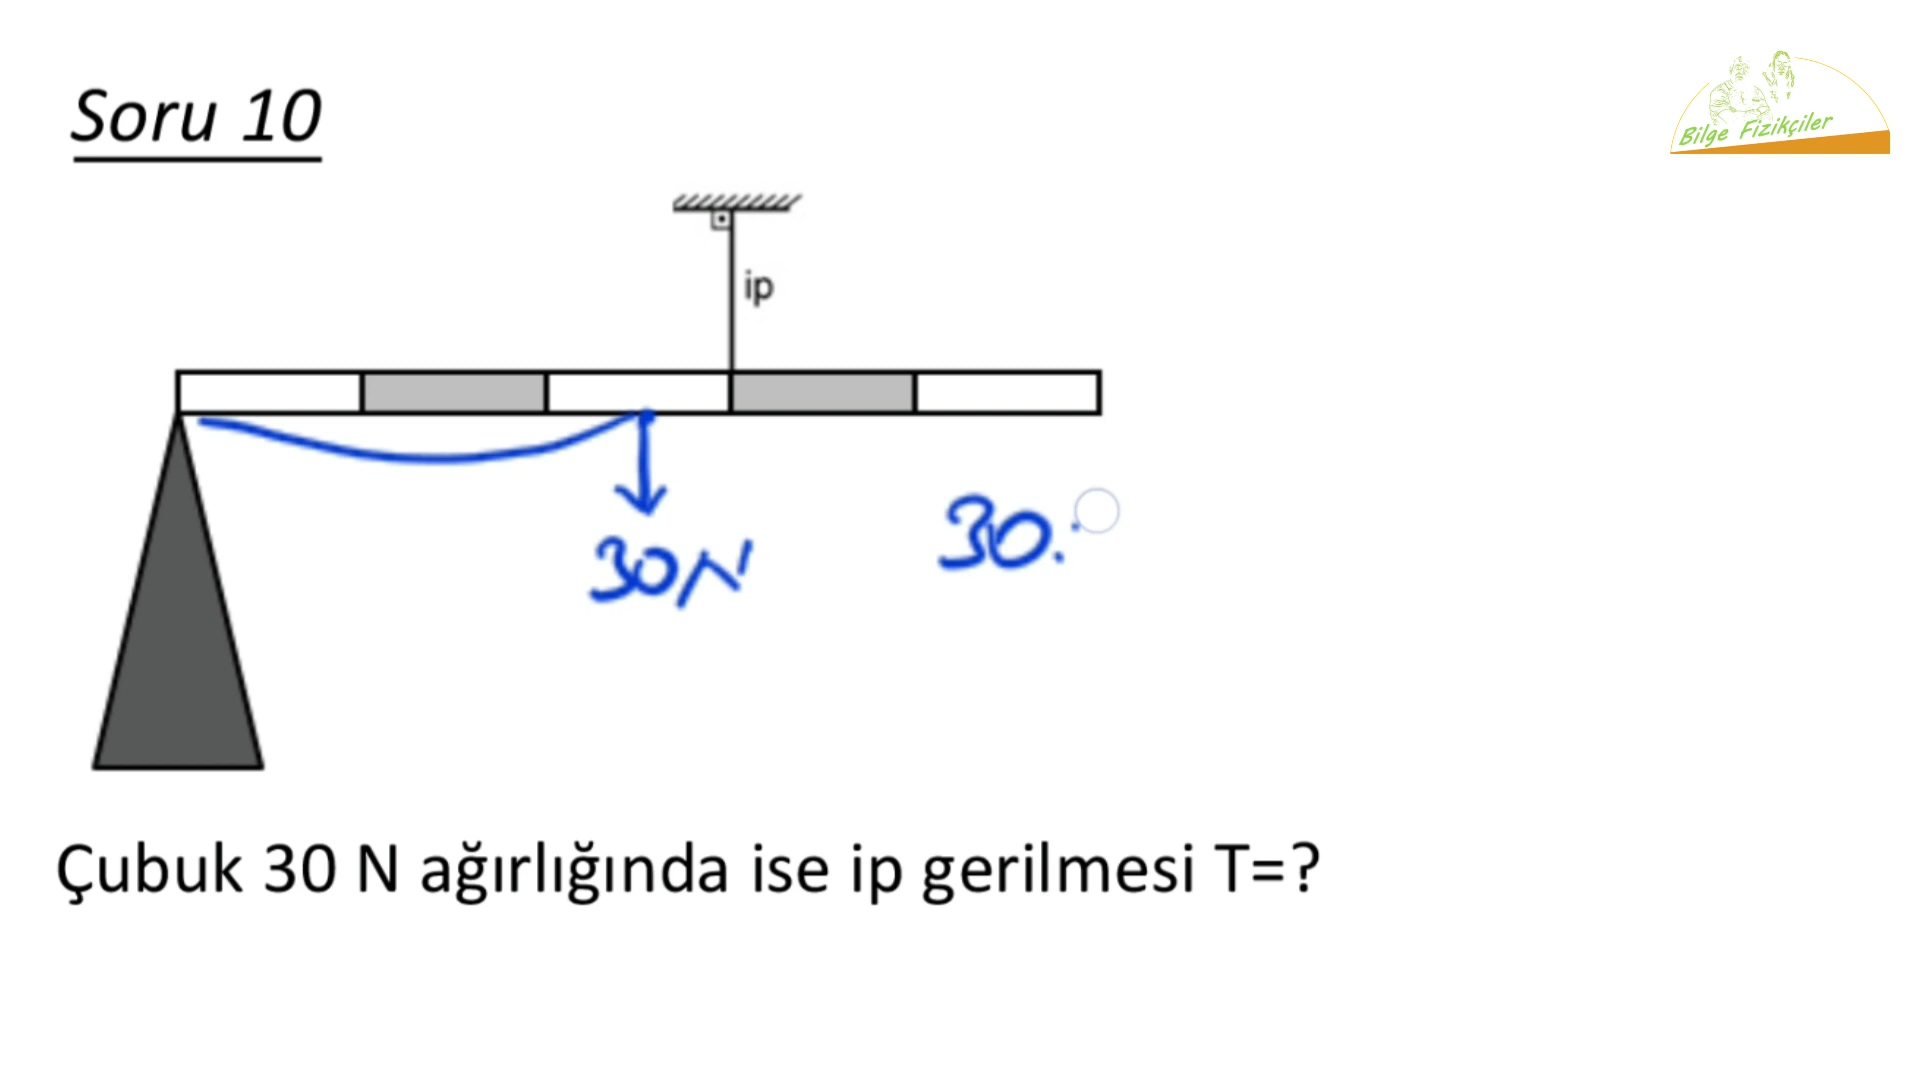 Soru 10
Bilge Fizikçiler
ip
30N
30.
Çubuk 30 N ağırlığında ise ip gerilmesi T=?